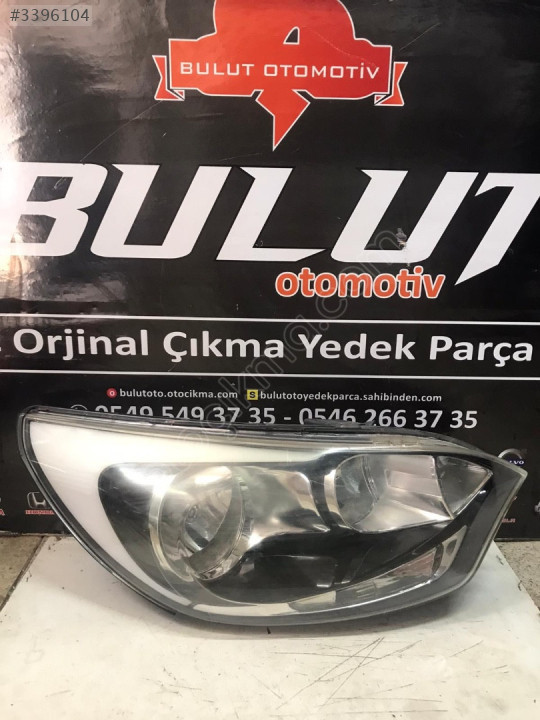 #3396104
BULUT OTOMOTİV
BULUT
otomotiv
Orjinal Çıkma Yedek Parça
bulutoto.otocikma.com S bulutotoyedekparca.sahibinden.com
0549 549 37 35 - 0546 266 37 35
VOLVO